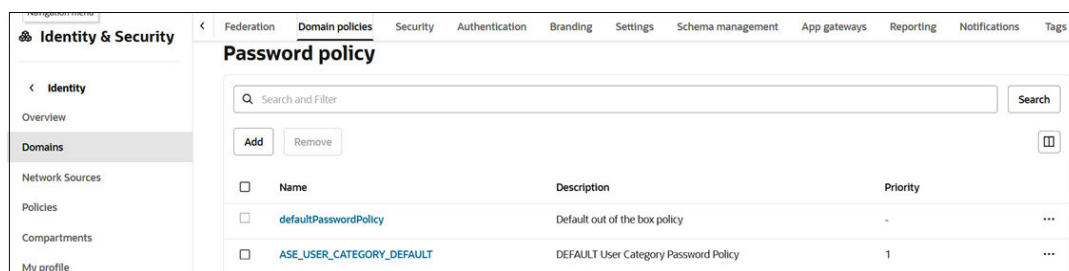 Navigation menu
Identity & Security
Federation Domain policies Security Authentication Branding Settings Schema management App gateways Reporting Notifications Tags
Password policy
Identity
Search and Filter Search
Overview
Add Remove
Domains
Network Sources
Name Description Priority
Policies
defaultPasswordPolicy Default out of the box policy -
Compartments
ASE_USER_CATEGORY_DEFAULT DEFAULT User Category Password Policy 1
My profile